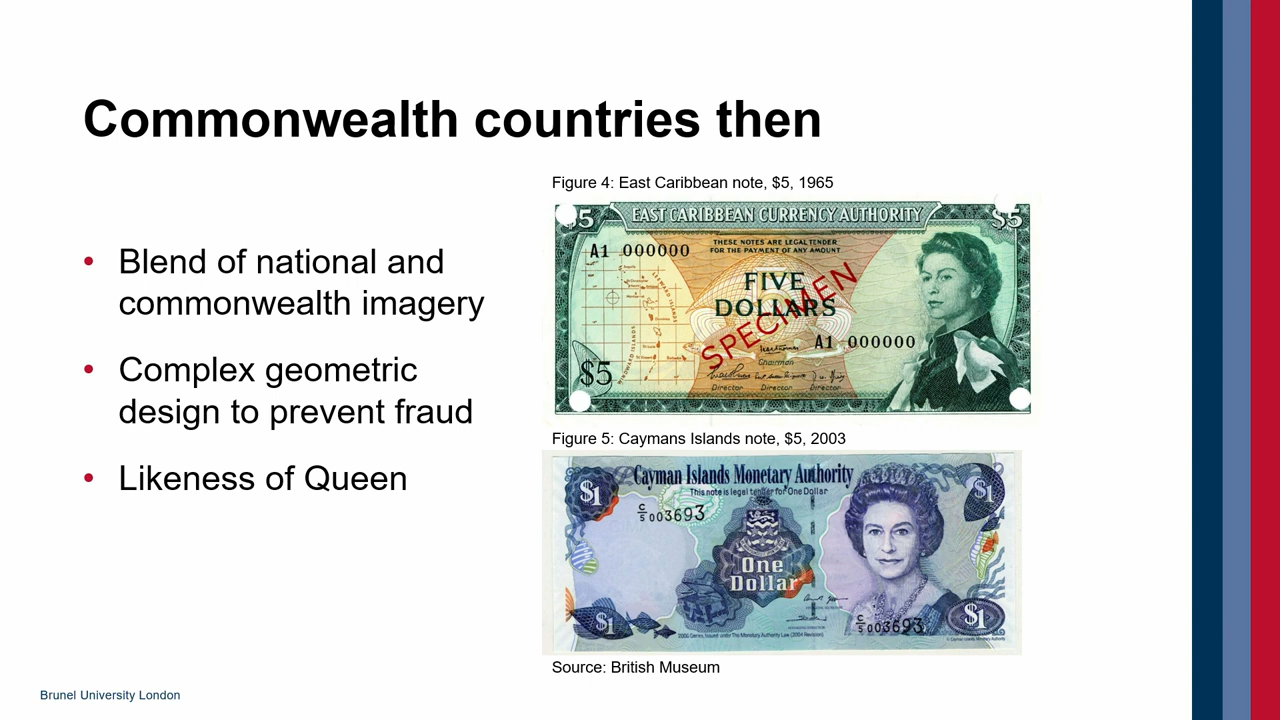 Commonwealth countries then
• Blend of national and
commonwealth imagery
• Complex geometric
design to prevent fraud
• Likeness of Queen
Figure 4: East Caribbean note, $5, 1965
$5
EAST CARIBBEAN CURRENCY AUTHORITY
$5
THESE NOTES ARE LEGAL TENDER
FOR THE PAYMENT OF ANY AMOUNT
A1 000000
FIVE
DOLLARS
SPECIMEN
A1 000000
Chairman
$5
Director Director Director
Figure 5: Caymans Islands note, $5, 2003
Cayman Islands Monetary Authority
This note is legal tender for One Dollar
$1
$1
C/5 003693
One
Dollar
$1
C/5 003693
$1
Source: British Museum
Brunel University London